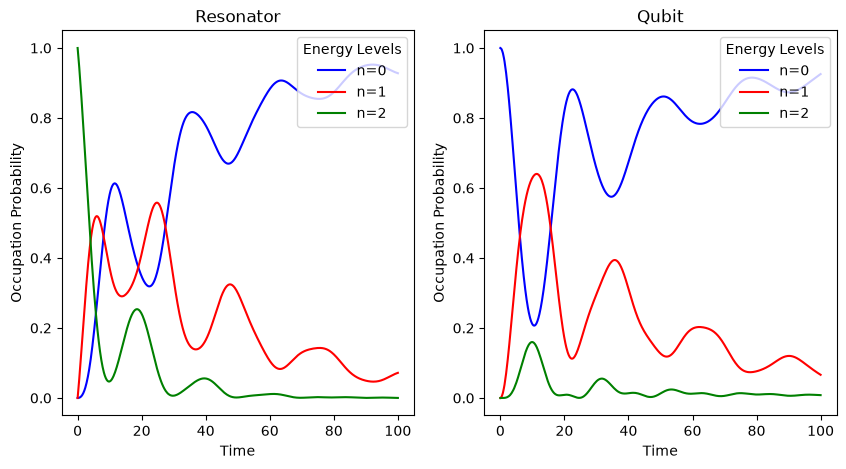 Resonator
Occupation Probability
1.0
0.8
0.6
0.4
0.2
0.0
Energy Levels
n=0
n=1
n=2
0 20 40 60 80 100
Time
Qubit
Occupation Probability
1.0
0.8
0.6
0.4
0.2
0.0
Energy Levels
n=0
n=1
n=2
0 20 40 60 80 100
Time